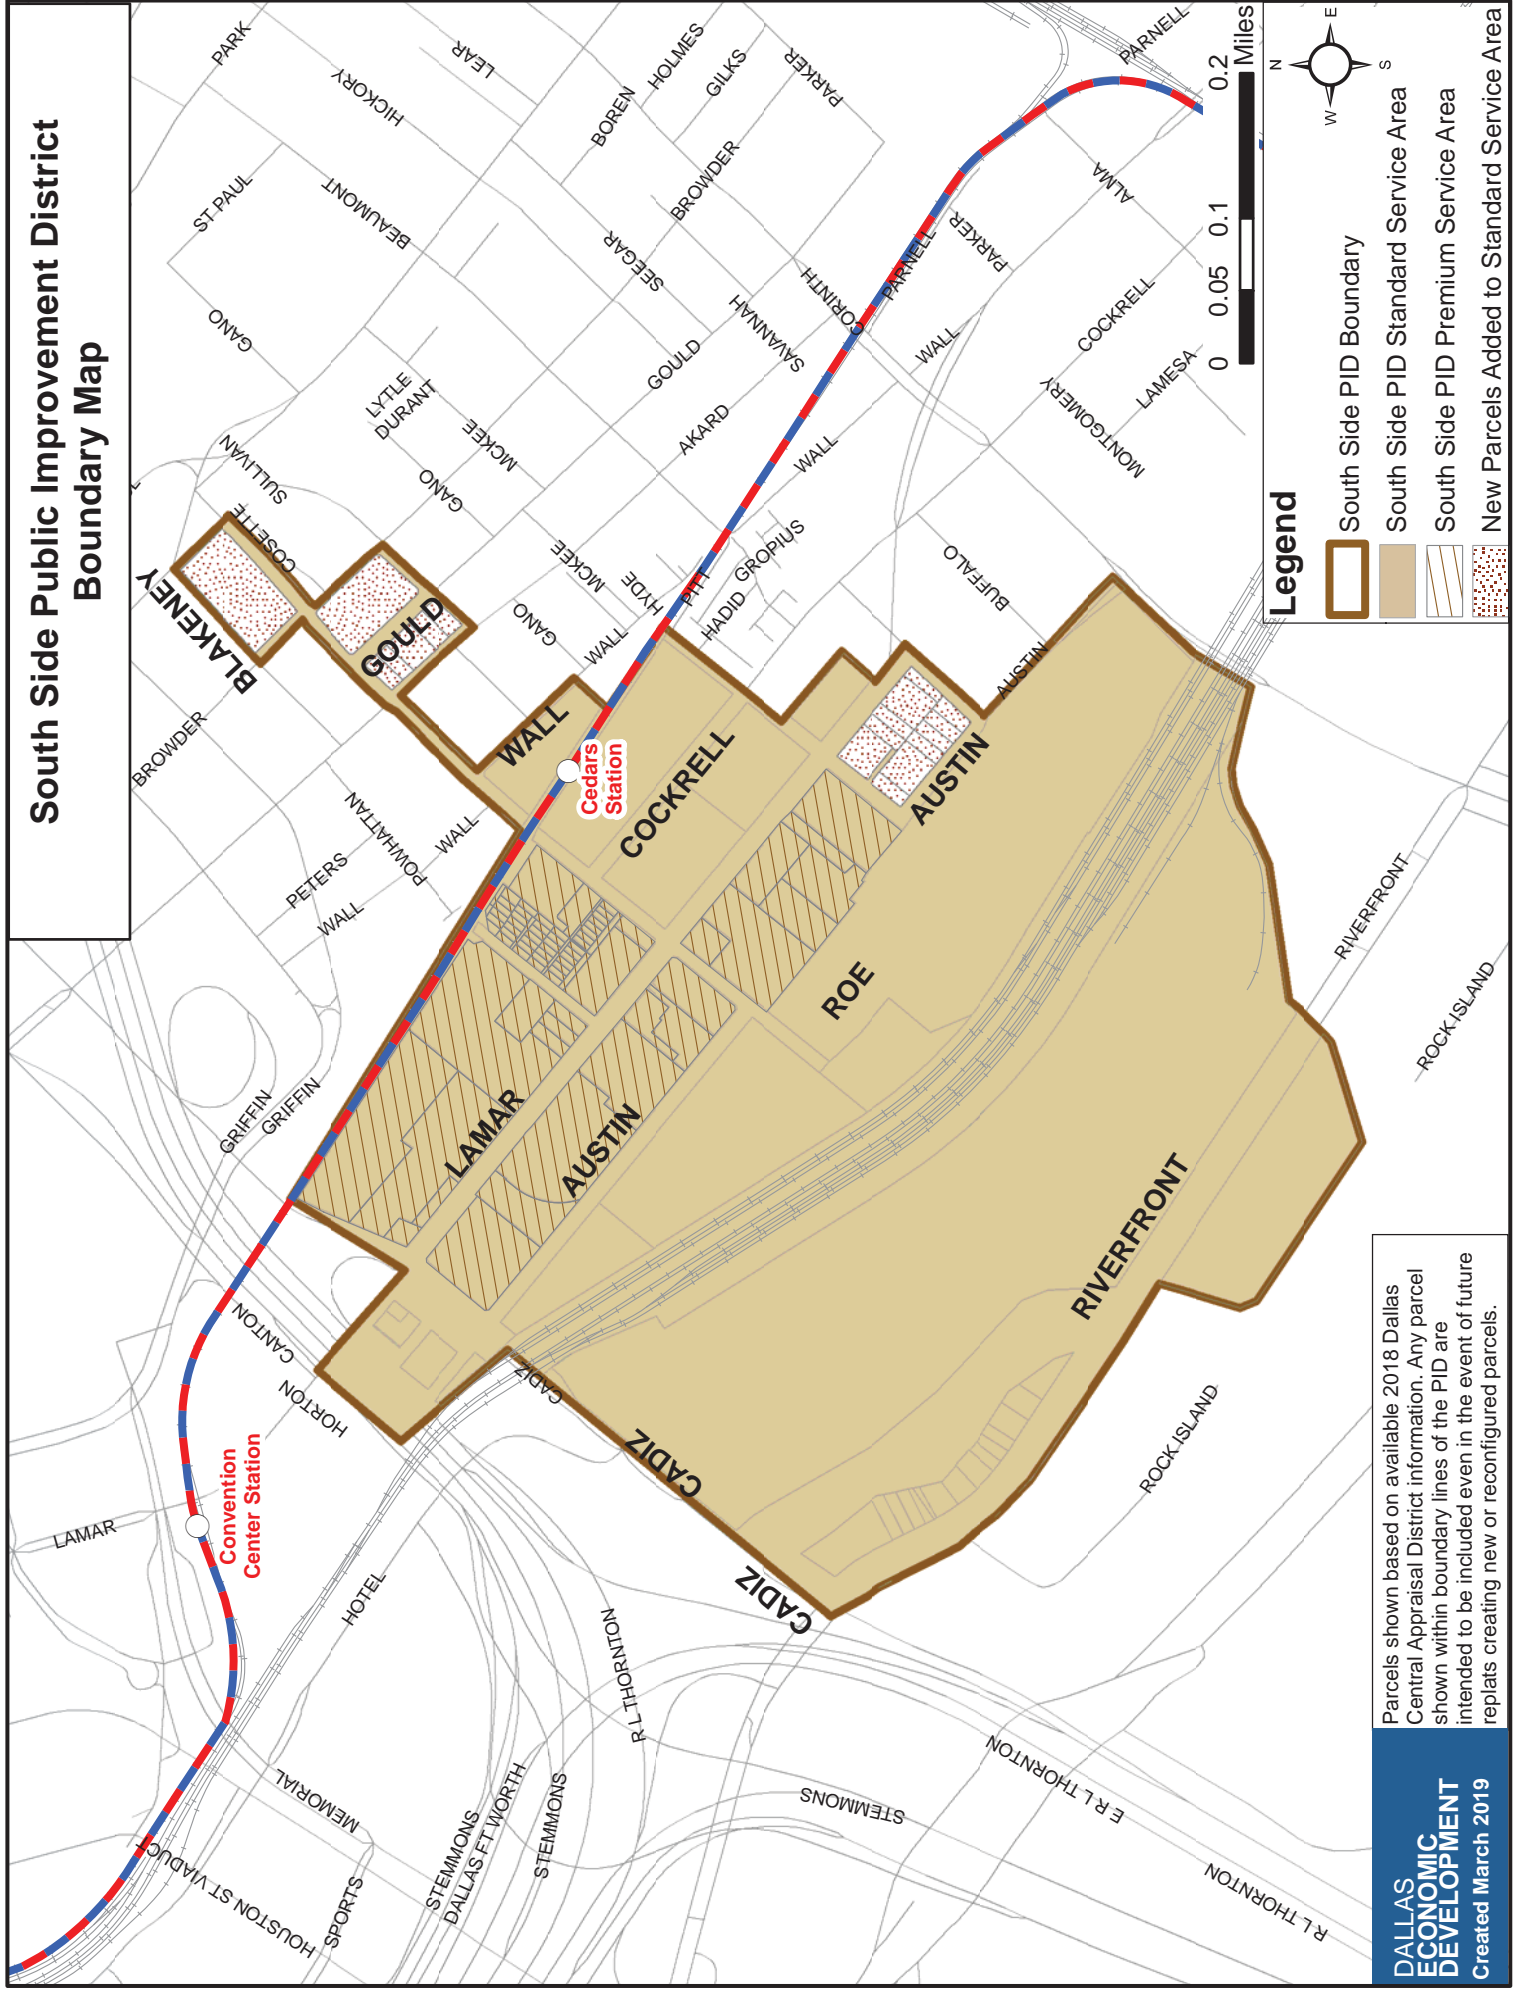 South Side Public Improvement District
Boundary Map
PARK
LEAR
HICKORY
HOLMES
BOREN
GILKS
PARKER
PARNELL
ST PAUL
BEAUMONT
BROWDER
ALMA
GANO
SEEGAR
CORINTH
PARNELL
PARKER
SAVANNAH
GOULD
WALL
COCKRELL
LYTLE
DURANT
MCKEE
AKARD
WALL
MONTGOMERY
LAMESA
SULLIVAN
COSETTE
GANO
MCKEE
HYDE
PITT
HADID
GROPIUS
BUFFALO
BLAKENEY
GOULD
GANO
WALL
AUSTIN
BROWDER
WALL
Cedars
Station
COCKRELL
AUSTIN
POWHATTAN
PETERS
WALL
WALL
ROE
RIVERFRONT
ROCK ISLAND
GRIFFIN
GRIFFIN
LAMAR
AUSTIN
RIVERFRONT
CANTON
HORTON
CADIZ
CADIZ
CADIZ
ROCK ISLAND
LAMAR
Convention
Center Station
HOTEL
R L THORNTON
MEMORIAL
HOUSTON ST VIADUCT
SPORTS
STEMMONS
DALLAS FT WORTH
STEMMONS
STEMMONS
E R L THORNTON
R L THORNTON
0 0.05 0.1 0.2
Miles
Legend
N
E
S
W
South Side PID Boundary
South Side PID Standard Service Area
South Side PID Premium Service Area
New Parcels Added to Standard Service Area
DALLAS
ECONOMIC
DEVELOPMENT
Created March 2019
Parcels shown based on available 2018 Dallas
Central Appraisal District information. Any parcel
shown within boundary lines of the PID are
intended to be included even in the event of future
replats creating new or reconfigured parcels.